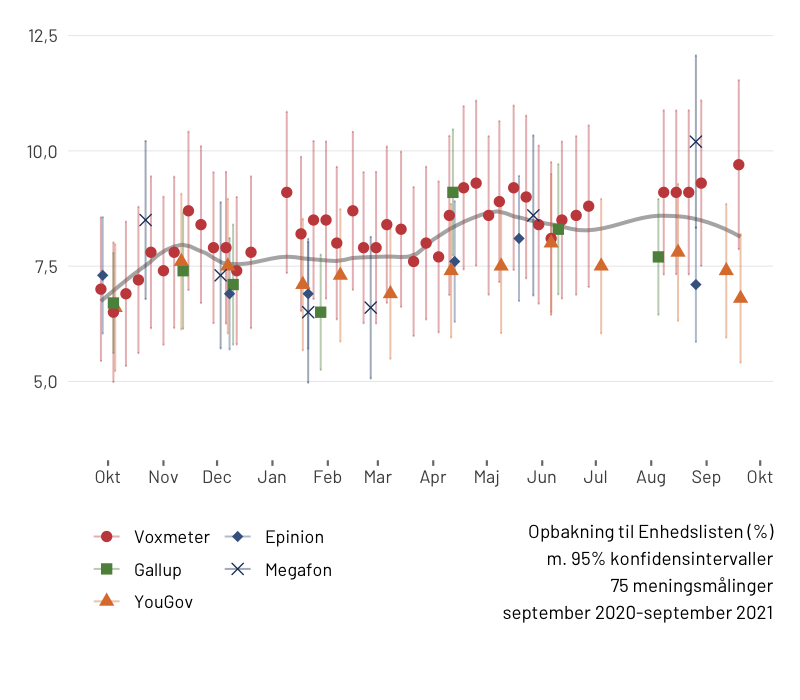 12,5
10,0
7,5
5,0
Okt Nov Dec Jan Feb Mar Apr Maj Jun Jul Aug Sep Okt
Voxmeter Epinion
Gallup Megafon
YouGov
Opbakning til Enhedslisten (%)
m. 95% konfidensintervaller
75 meningsmålinger
september 2020-september 2021